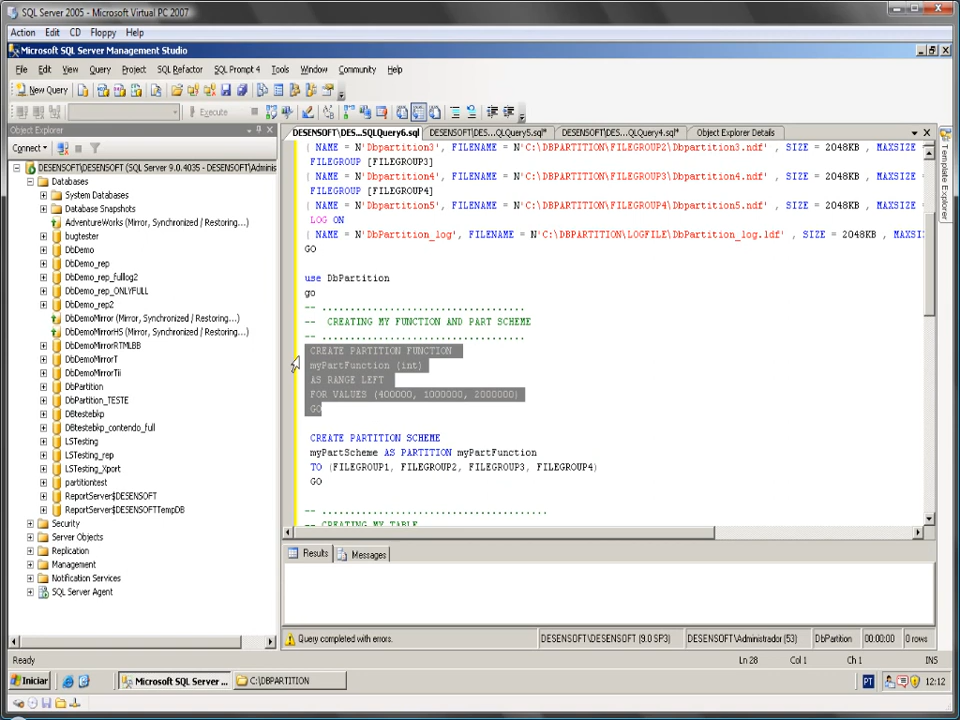 SQL Server 2005 - Microsoft Virtual PC 2007
Action Edit CD Floppy Help
Microsoft SQL Server Management Studio
File Edit View Query Project SQL Refactor SQL Prompt 4 Tools Window Community Help
New Query
Execute
Object Explorer
Connect
DESENSOFT\DESENSOFT (SQL Server 9.0.4035 - DESENSOFT\Adminis
Databases
System Databases
Database Snapshots
AdventureWorks (Mirror, Synchronized / Restoring...)
bugtester
DbDemo
DbDemo_rep
DbDemo_rep_fulllog2
DbDemo_rep_ONLYFULL
DbDemo_rep2
DbDemoMirror (Mirror, Synchronized / Restoring...)
DbDemoMirrorHS (Mirror, Synchronized / Restoring...)
DbDemoMirrorRTMLBB
DbDemoMirrorT
DbDemoMirrorTii
DbPartition
DbPartition_TESTE
DBtestebkp
DBtestebkp_contendo_full
LSTesting
LSTesting_rep
LSTesting_Xport
partitiontest
ReportServer$DESENSOFT
ReportServer$DESENSOFTTempDB
Security
Server Objects
Replication
Management
Notification Services
SQL Server Agent
DESENSOFT\DES...SQLQuery6.sql DESENSOFT\DES...QLQuery5.sql* DESENSOFT\DES...QLQuery4.sql* Object Explorer Details
( NAME = N'Dbpartition3', FILENAME = N'C:\DBPARTITION\FILEGROUP2\Dbpartition3.ndf' , SIZE = 2048KB , MAXSIZE =
FILEGROUP [FILEGROUP3]
( NAME = N'Dbpartition4', FILENAME = N'C:\DBPARTITION\FILEGROUP3\Dbpartition4.ndf' , SIZE = 2048KB , MAXSIZE =
FILEGROUP [FILEGROUP4]
( NAME = N'Dbpartition5', FILENAME = N'C:\DBPARTITION\FILEGROUP4\Dbpartition5.ndf' , SIZE = 2048KB , MAXSIZE =
LOG ON
( NAME = N'DbPartition_log', FILENAME = N'C:\DBPARTITION\LOGFILE\DbPartition_log.ldf' , SIZE = 2048KB , MAXSI
GO
use DbPartition
go
-- ...................................
-- CREATING MY FUNCTION AND PART SCHEME
-- ...................................
CREATE PARTITION FUNCTION
myPartFunction (int)
AS RANGE LEFT
FOR VALUES (400000, 1000000, 2000000)
GO
CREATE PARTITION SCHEME
myPartScheme AS PARTITION myPartFunction
TO (FILEGROUP1, FILEGROUP2, FILEGROUP3, FILEGROUP4)
GO
-- ......................................
-- CREATING MY TABLE
Template Explorer
Results Messages
Query completed with errors. DESENSOFT\DESENSOFT (9.0 SP3) DESENSOFT\Administrador (53) DbPartition 00:00:00 0 rows
Ready Ln 28 Col 1 Ch 1 INS
Iniciar Microsoft SQL Server ... C:\DBPARTITION PT 12:12